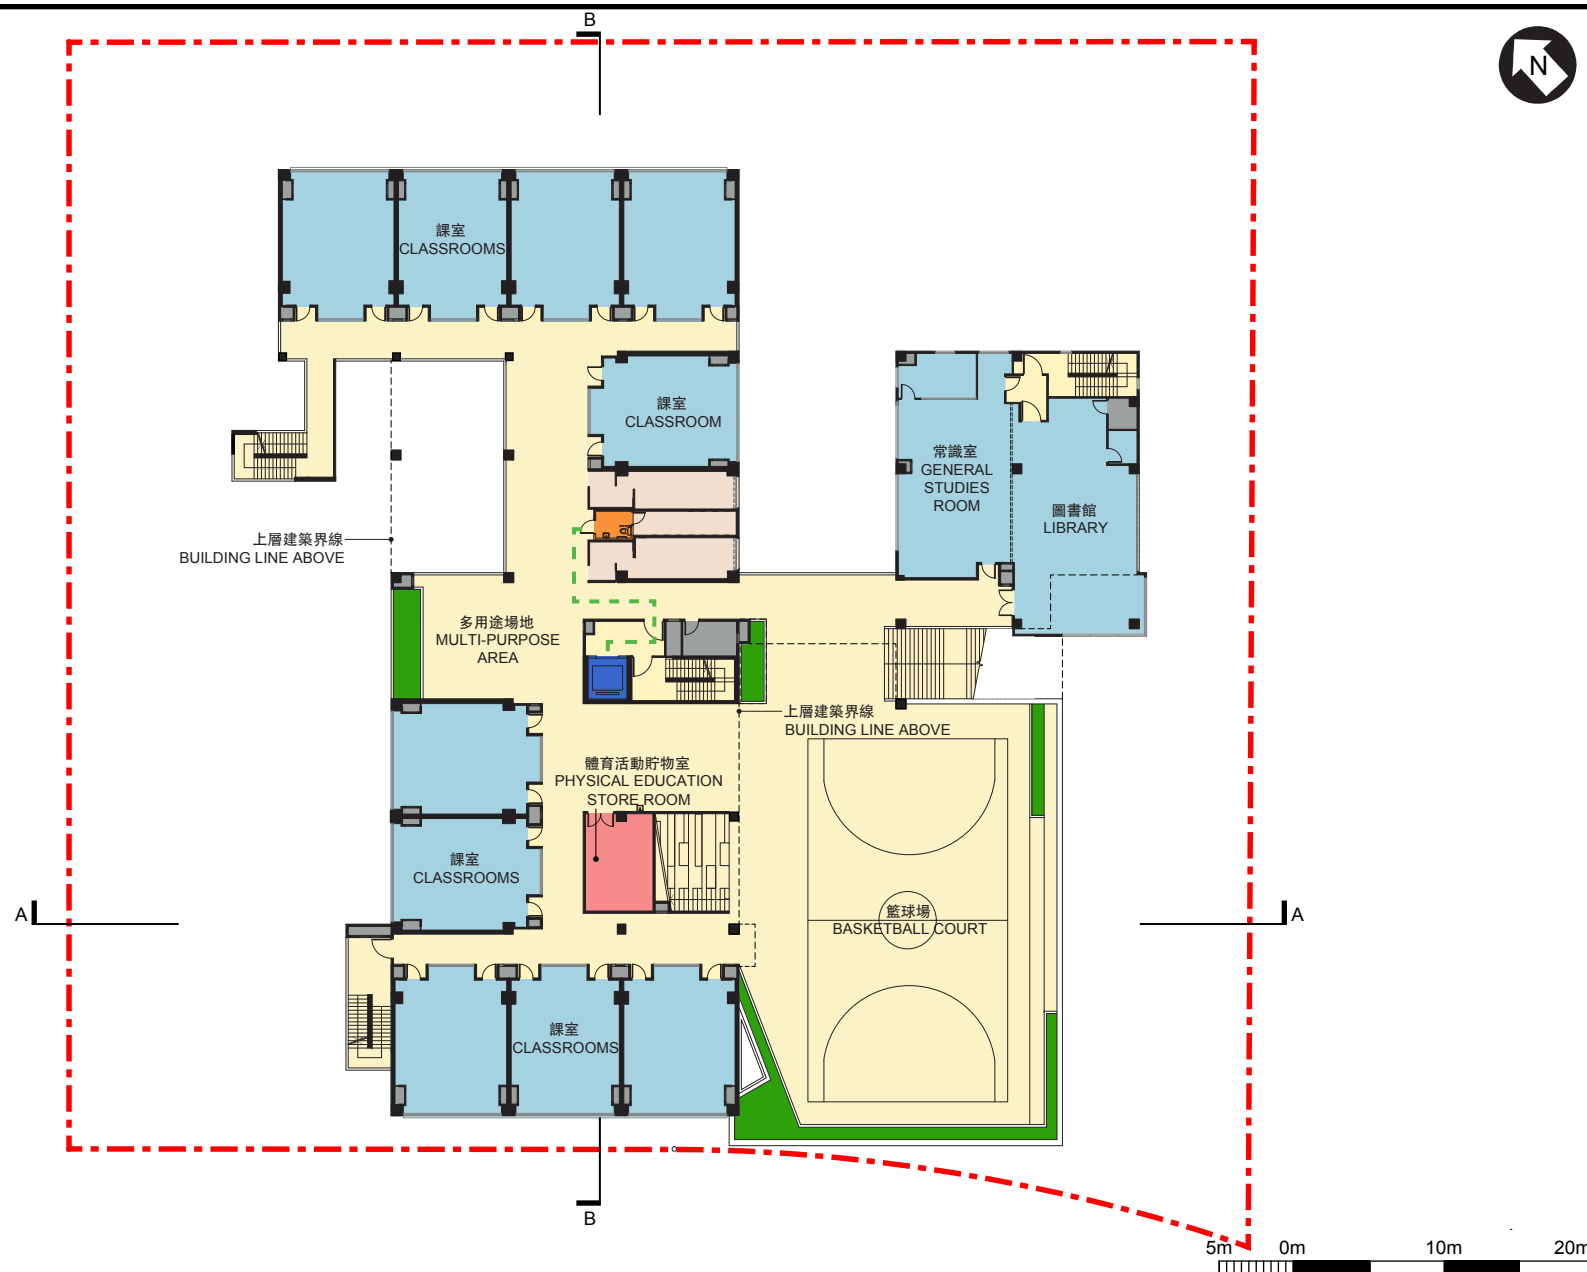 B
N
課室
CLASSROOMS
課室
CLASSROOM
常識室
GENERAL
STUDIES
ROOM
圖書館
LIBRARY
上層建築界線
BUILDING LINE ABOVE
多用途場地
MULTI-PURPOSE
AREA
上層建築界線
BUILDING LINE ABOVE
體育活動貯物室
PHYSICAL EDUCATION
STORE ROOM
課室
CLASSROOMS
籃球場
BASKETBALL COURT
A
A
課室
CLASSROOMS
B
5m 0m 10m 20m